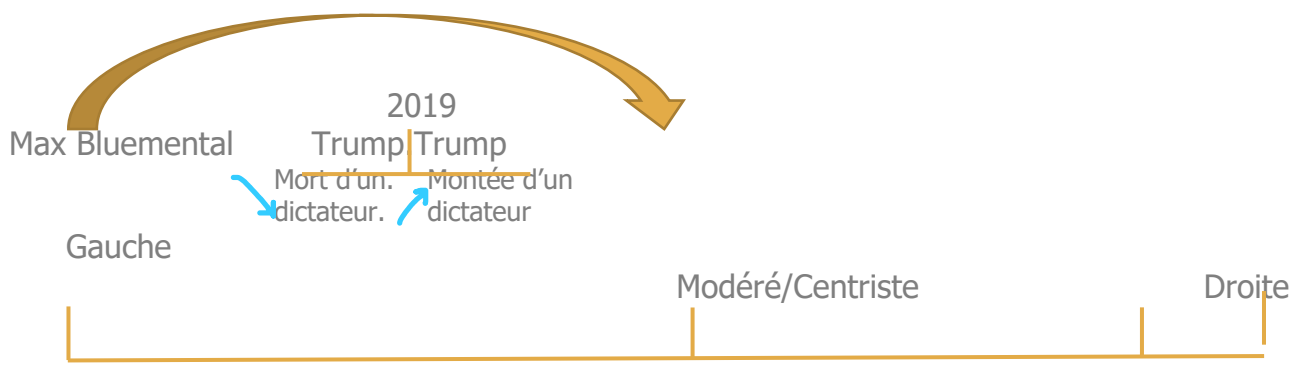 2019
Max Bluemental
Trump Trump
Mort d'un. Montée d'un
dictateur. dictateur
Gauche
Modéré/Centriste
Droite